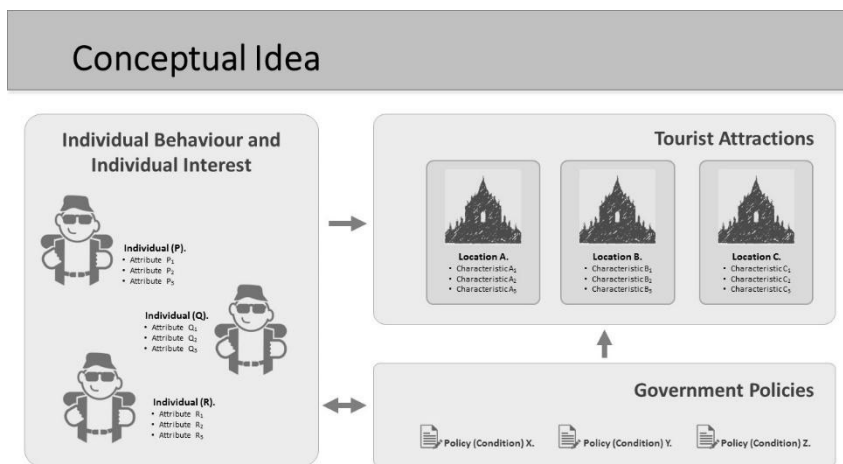 Conceptual Idea
Individual Behaviour and
Individual Interest
Individual (P).
• Attribute P₁
• Attribute P₂
• Attribute P₃
Individual (Q).
• Attribute Q₁
• Attribute Q₂
• Attribute Q₃
Individual (R).
• Attribute R₁
• Attribute R₂
• Attribute R₃
Tourist Attractions
Location A.
• Characteristic A₁
• Characteristic A₂
• Characteristic A₃
Location B.
• Characteristic B₁
• Characteristic B₂
• Characteristic B₃
Location C.
• Characteristic C₁
• Characteristic C₂
• Characteristic C₃
Government Policies
Policy (Condition) X.
Policy (Condition) Y.
Policy (Condition) Z.